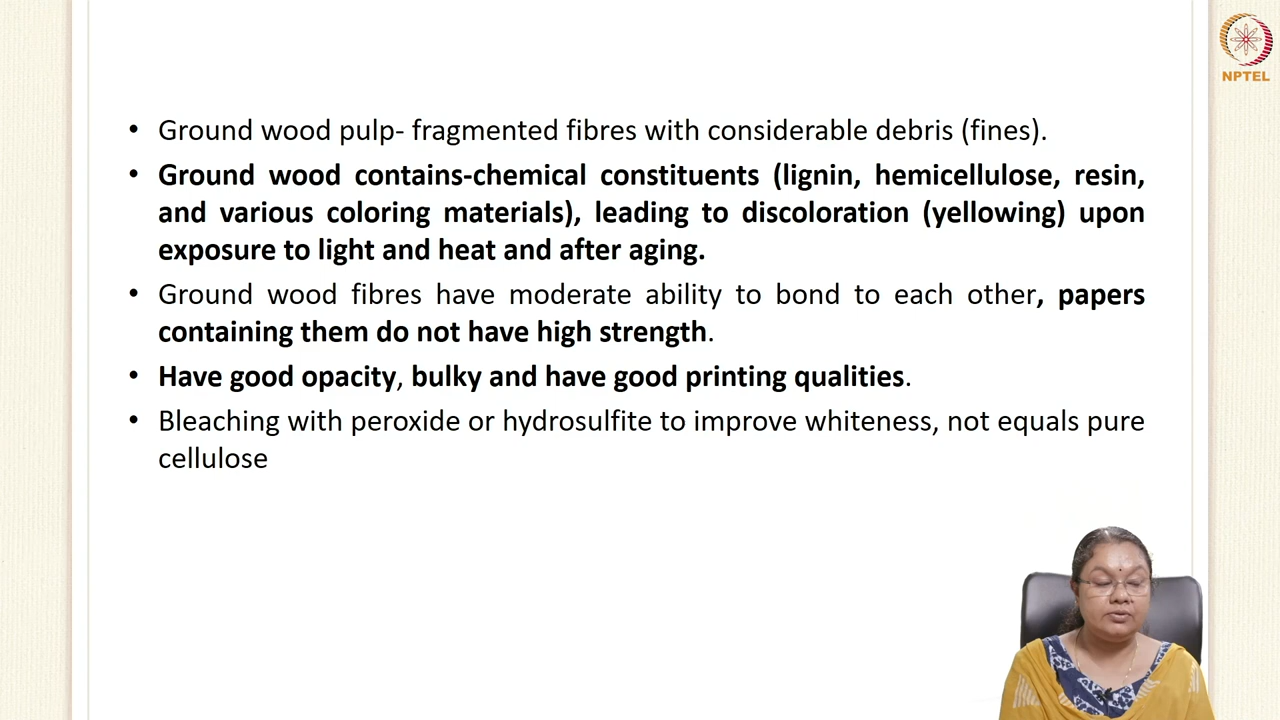 NPTEL
• Ground wood pulp- fragmented fibres with considerable debris (fines).
• Ground wood contains-chemical constituents (lignin, hemicellulose, resin,
and various coloring materials), leading to discoloration (yellowing) upon
exposure to light and heat and after aging.
• Ground wood fibres have moderate ability to bond to each other, papers
containing them do not have high strength.
• Have good opacity, bulky and have good printing qualities.
• Bleaching with peroxide or hydrosulfite to improve whiteness, not equals pure
cellulose